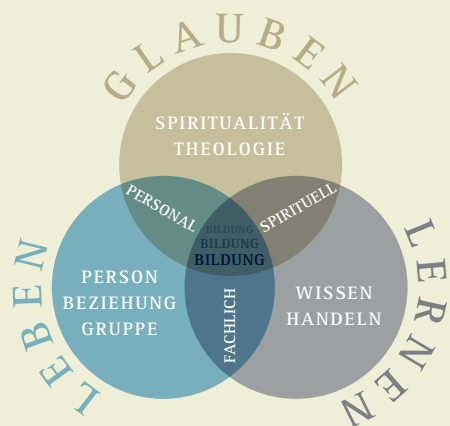 GLAUBEN
SPIRITUALITÄT
THEOLOGIE
PERSONAL
SPIRITUELL
BILDUNG
BILDUNG
BILDUNG
LEBEN
PERSON
BEZIEHUNG
GRUPPE
FACHLICH
WISSEN
HANDELN
LERNEN